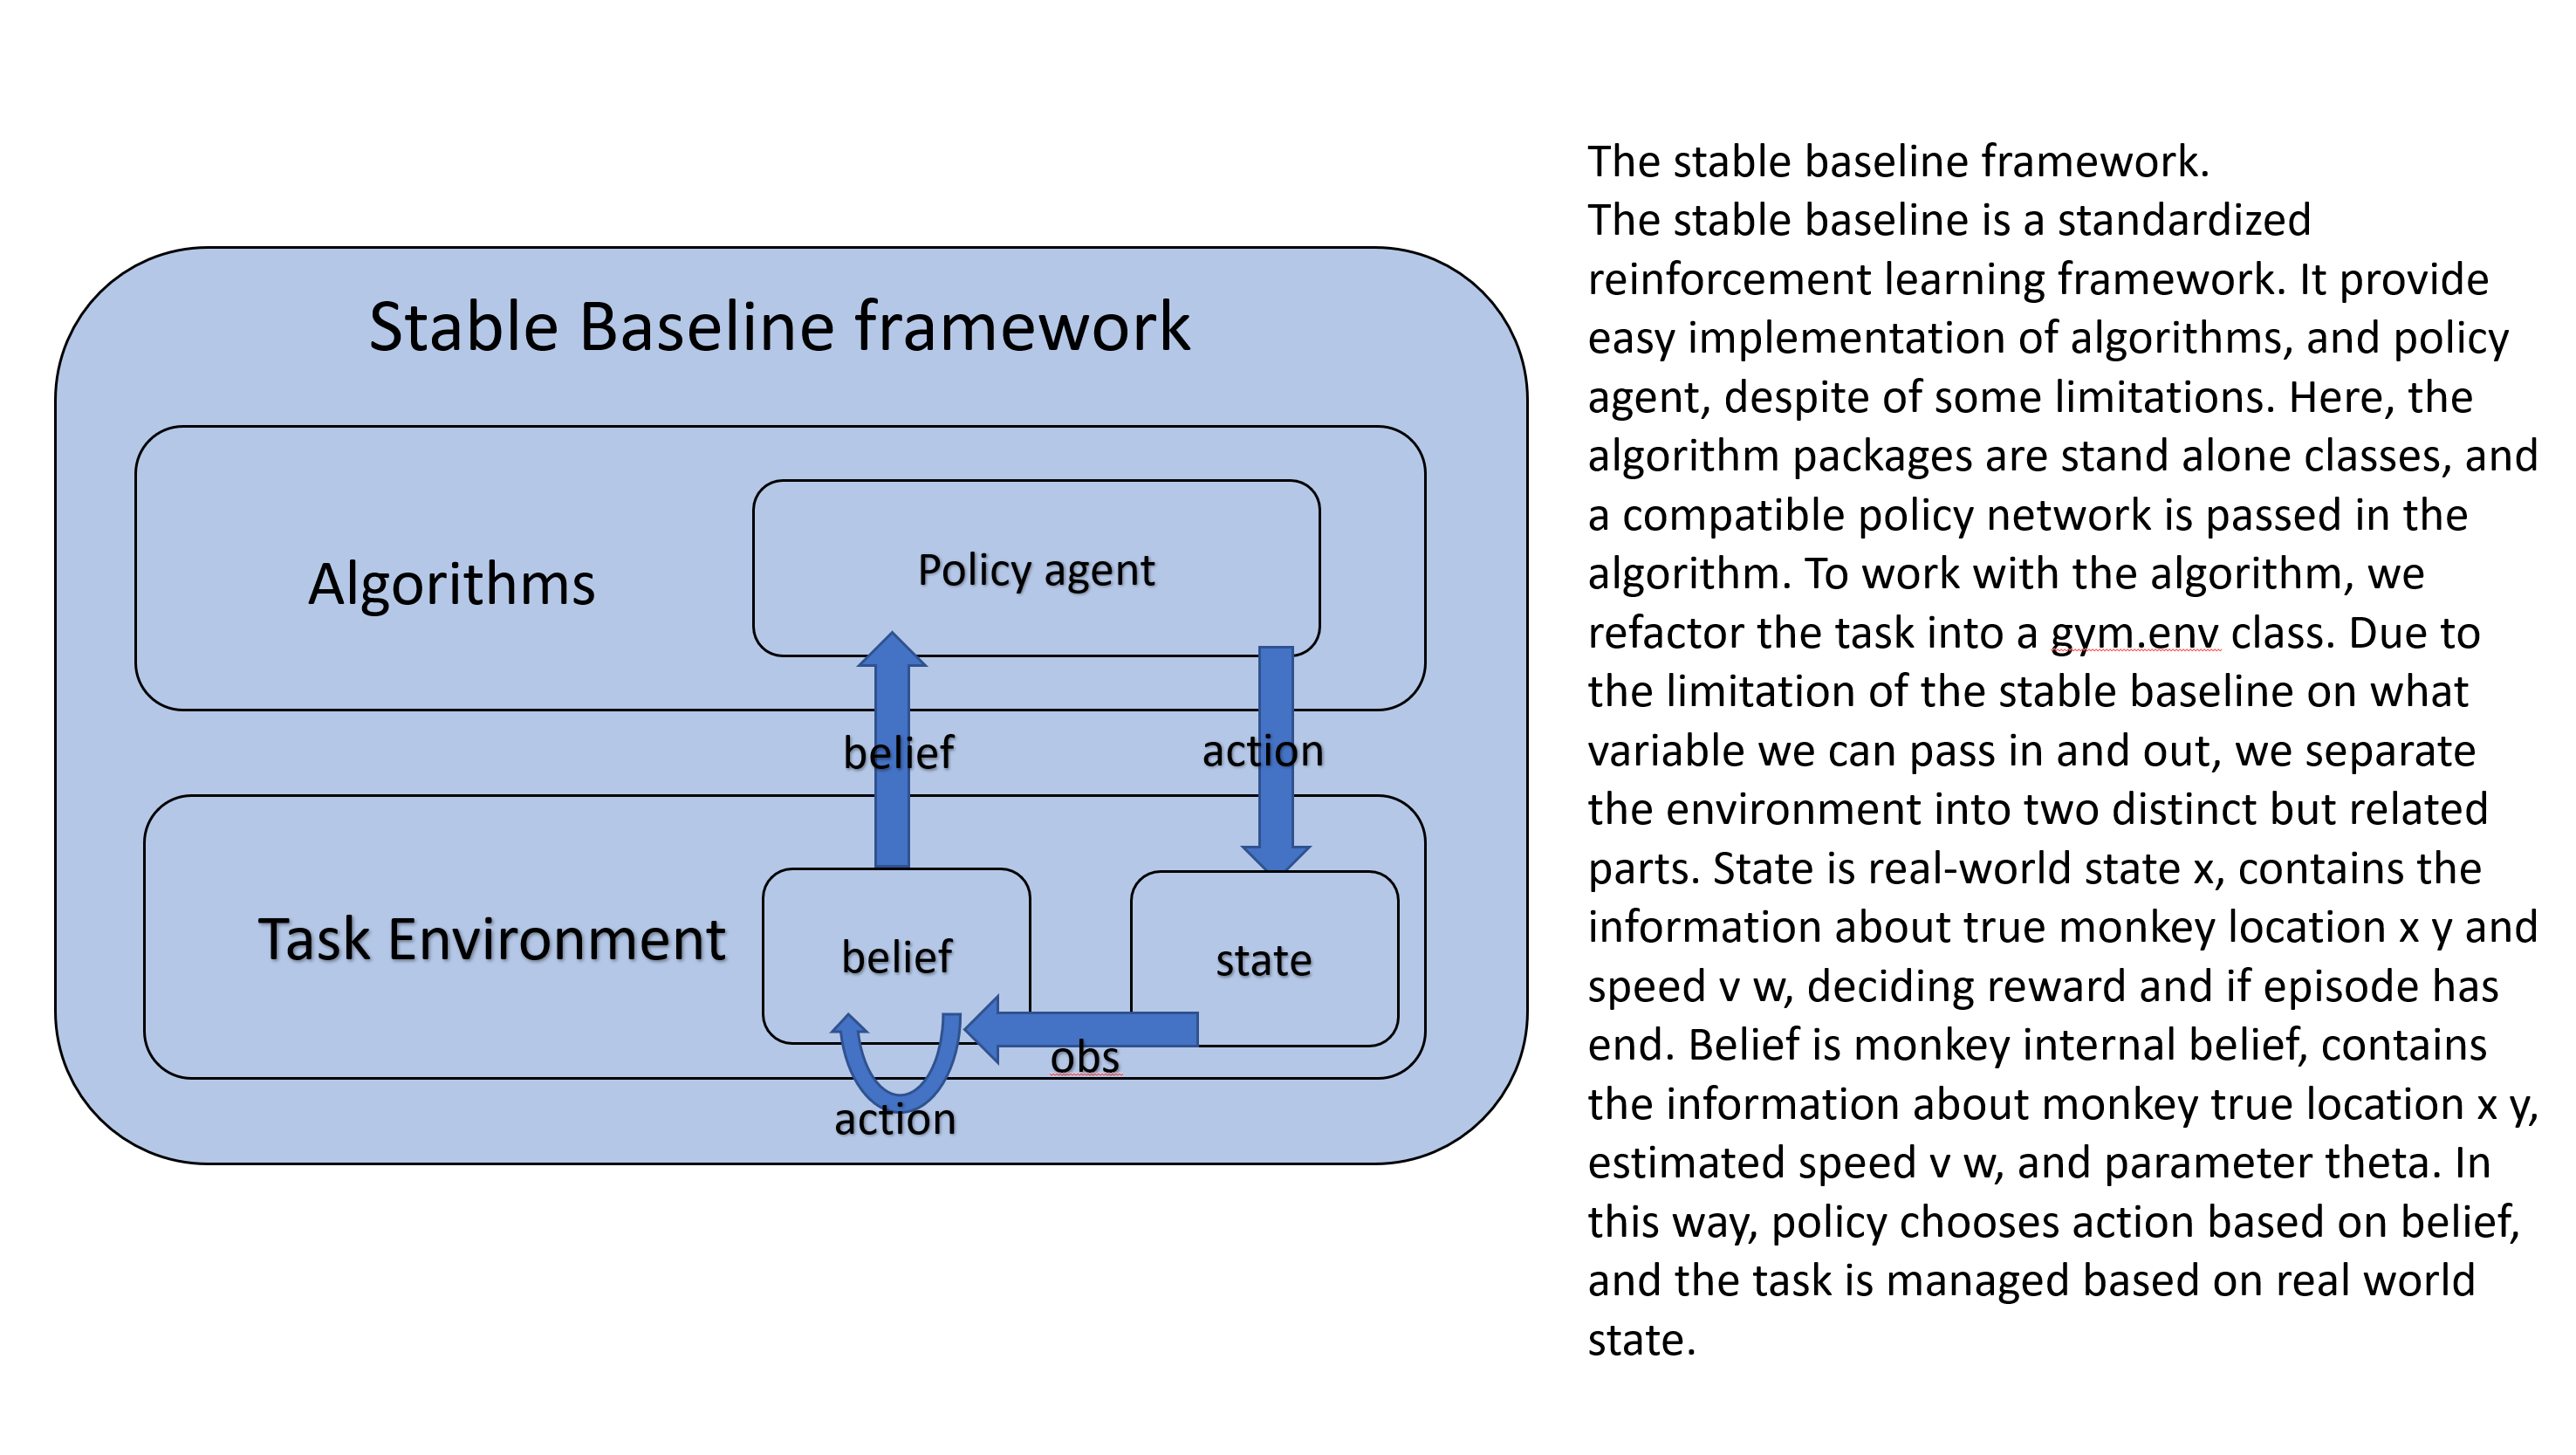 Stable Baseline framework
Algorithms
Policy agent
belief
action
Task Environment
belief
state
obs
action
The stable baseline framework.
The stable baseline is a standardized
reinforcement learning framework. It provide
easy implementation of algorithms, and policy
agent, despite of some limitations. Here, the
algorithm packages are stand alone classes, and
a compatible policy network is passed in the
algorithm. To work with the algorithm, we
refactor the task into a gym.env class. Due to
the limitation of the stable baseline on what
variable we can pass in and out, we separate
the environment into two distinct but related
parts. State is real-world state x, contains the
information about true monkey location x y and
speed v w, deciding reward and if episode has
end. Belief is monkey internal belief, contains
the information about monkey true location x y,
estimated speed v w, and parameter theta. In
this way, policy chooses action based on belief,
and the task is managed based on real world
state.